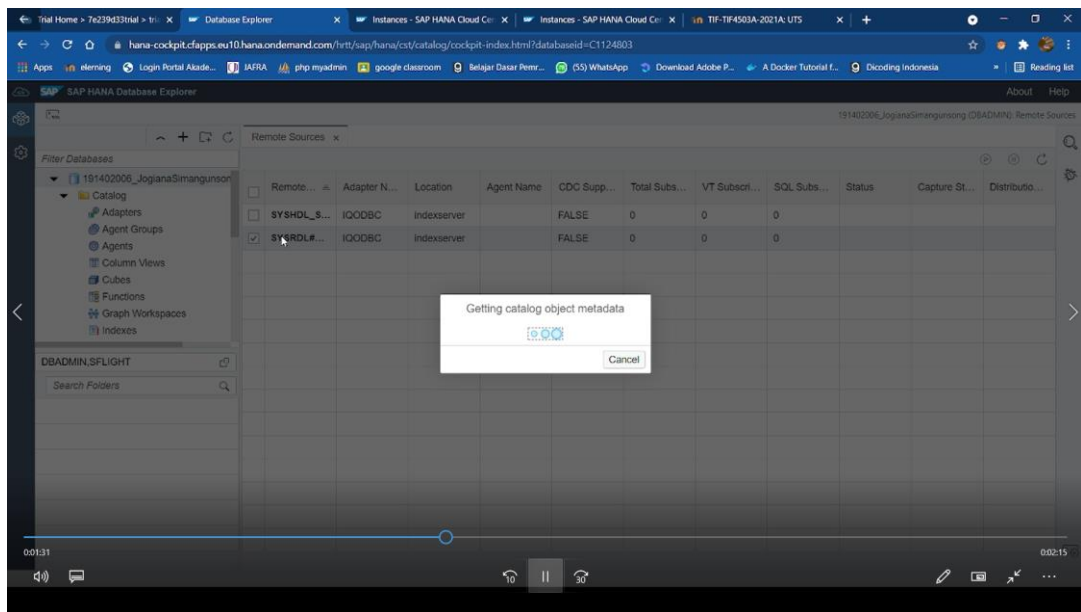 Trial Home > 7e239d33trial > tri: Database Explorer Instances - SAP HANA Cloud Cen Instances - SAP HANA Cloud Cen TIF-TIF4503A-2021A: UTS
hana-cockpit.cfapps.eu10.hana.ondemand.com/hrtt/sap/hana/cst/catalog/cockpit-index.html?databaseid=C1124803
Apps elerning Login Portal Akade... IAFRA php myadmin google classroom Belajar Dasar Pemr... (55) WhatsApp Download Adobe P... A Docker Tutorial f... Dicoding Indonesia » Reading list
SAP SAP HANA Database Explorer About Help
191402006_JogianaSimangunsong (DBADMIN): Remote Sources
Remote Sources
Filter Databases
191402006_JogianaSimangunson
Catalog
Adapters
Agent Groups
Agents
Column Views
Cubes
Functions
Graph Workspaces
Indexes
Remote... Adapter N... Location Agent Name CDC Supp... Total Subs... VT Subscri... SQL Subs... Status Capture St... Distributio...
SYSHDL_S... IQODBC indexserver FALSE 0 0 0
SYSRDL#... IQODBC indexserver FALSE 0 0 0
Getting catalog object metadata
Cancel
DBADMIN,SFLIGHT
Search Folders
0:01:31 0:02:15
10 30